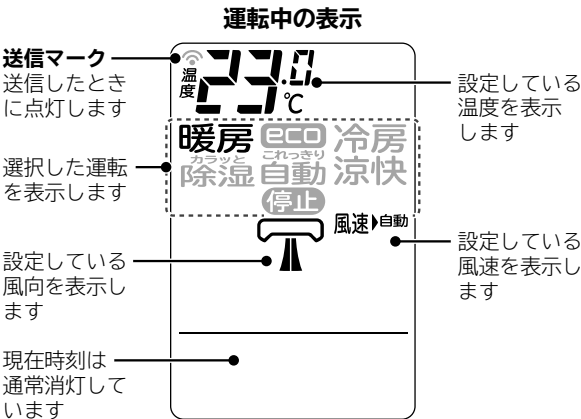 運転中の表示
送信マーク
送信したとき
に点灯します
温度
23.0
℃
設定している
温度を表示
します
選択した運転
を表示します
暖房 eco 冷房
カラッと これっきり
除湿 自動 涼快
停止
風速 自動
設定している
風向を表示し
ます
設定している
風速を表示し
ます
現在時刻は
通常消灯して
います